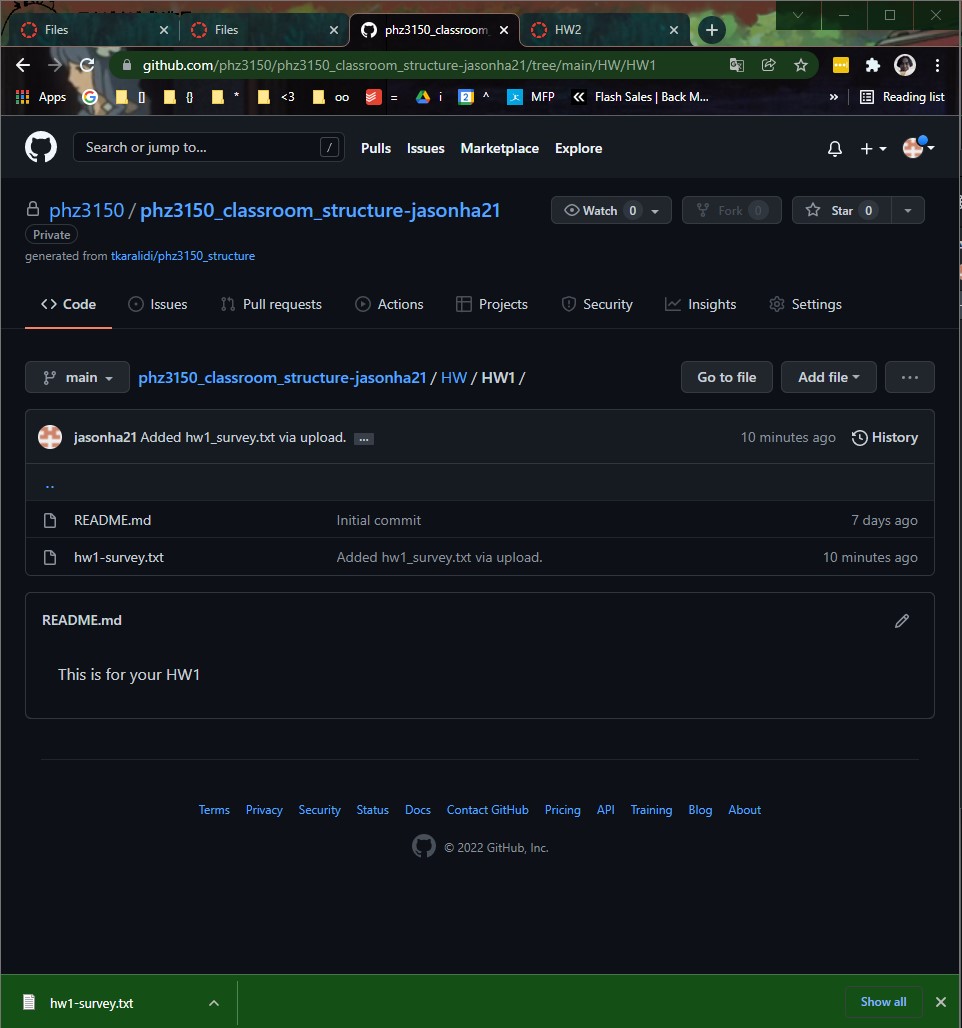 Files
Files
phz3150_classroom_
HW2
github.com/phz3150/phz3150_classroom_structure-jasonha21/tree/main/HW/HW1
Apps [] {} * <3 oo = i ^ MFP Flash Sales | Back M... » Reading list
Search or jump to... / Pulls Issues Marketplace Explore
phz3150 / phz3150_classroom_structure-jasonha21
Watch 0 Fork 0 Star 0
Private
generated from tkaralidi/phz3150_structure
Code Issues Pull requests Actions Projects Security Insights Settings
main phz3150_classroom_structure-jasonha21 / HW / HW1 / Go to file Add file ...
jasonha21 Added hw1_survey.txt via upload. ... 10 minutes ago History
..
README.md Initial commit 7 days ago
hw1-survey.txt Added hw1_survey.txt via upload. 10 minutes ago
README.md
This is for your HW1
Terms Privacy Security Status Docs Contact GitHub Pricing API Training Blog About
© 2022 GitHub, Inc.
hw1-survey.txt Show all